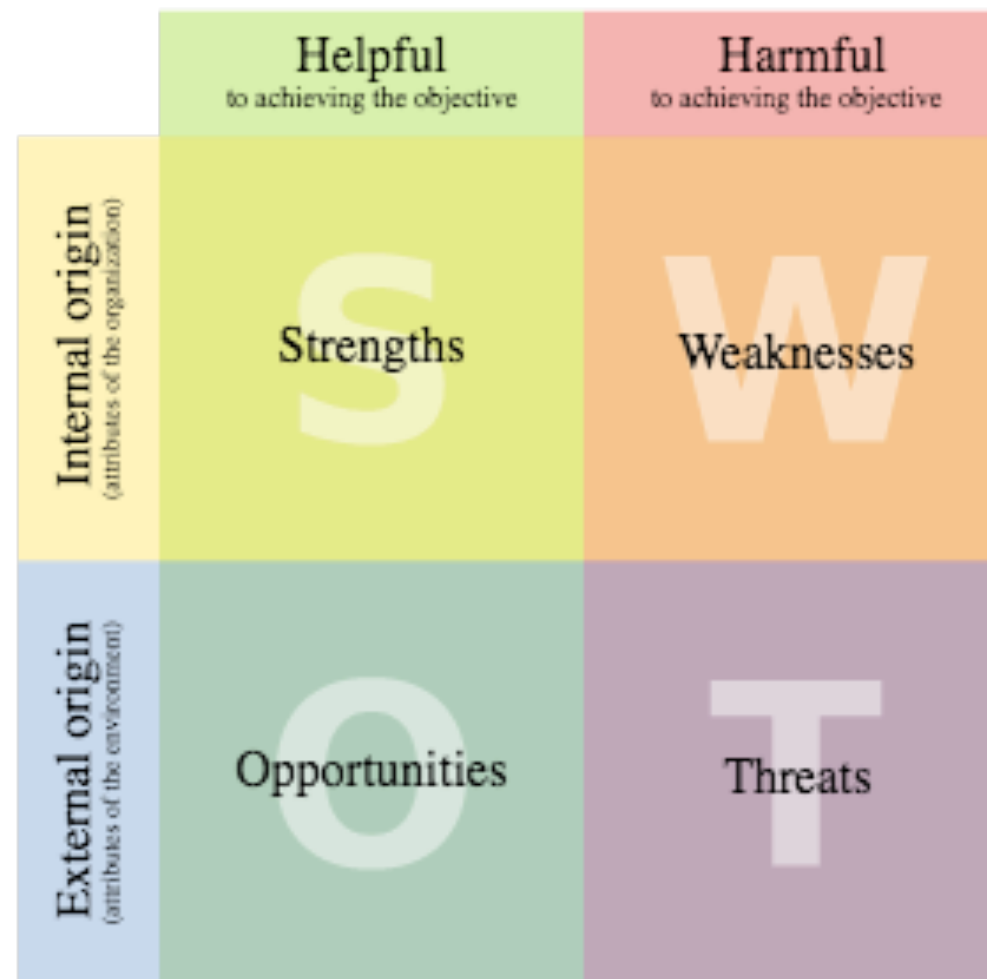 Helpful
to achieving the objective
Harmful
to achieving the objective
Internal origin
(attributes of the organization)
S
Strengths
W
Weaknesses
External origin
(attributes of the environment)
O
Opportunities
T
Threats